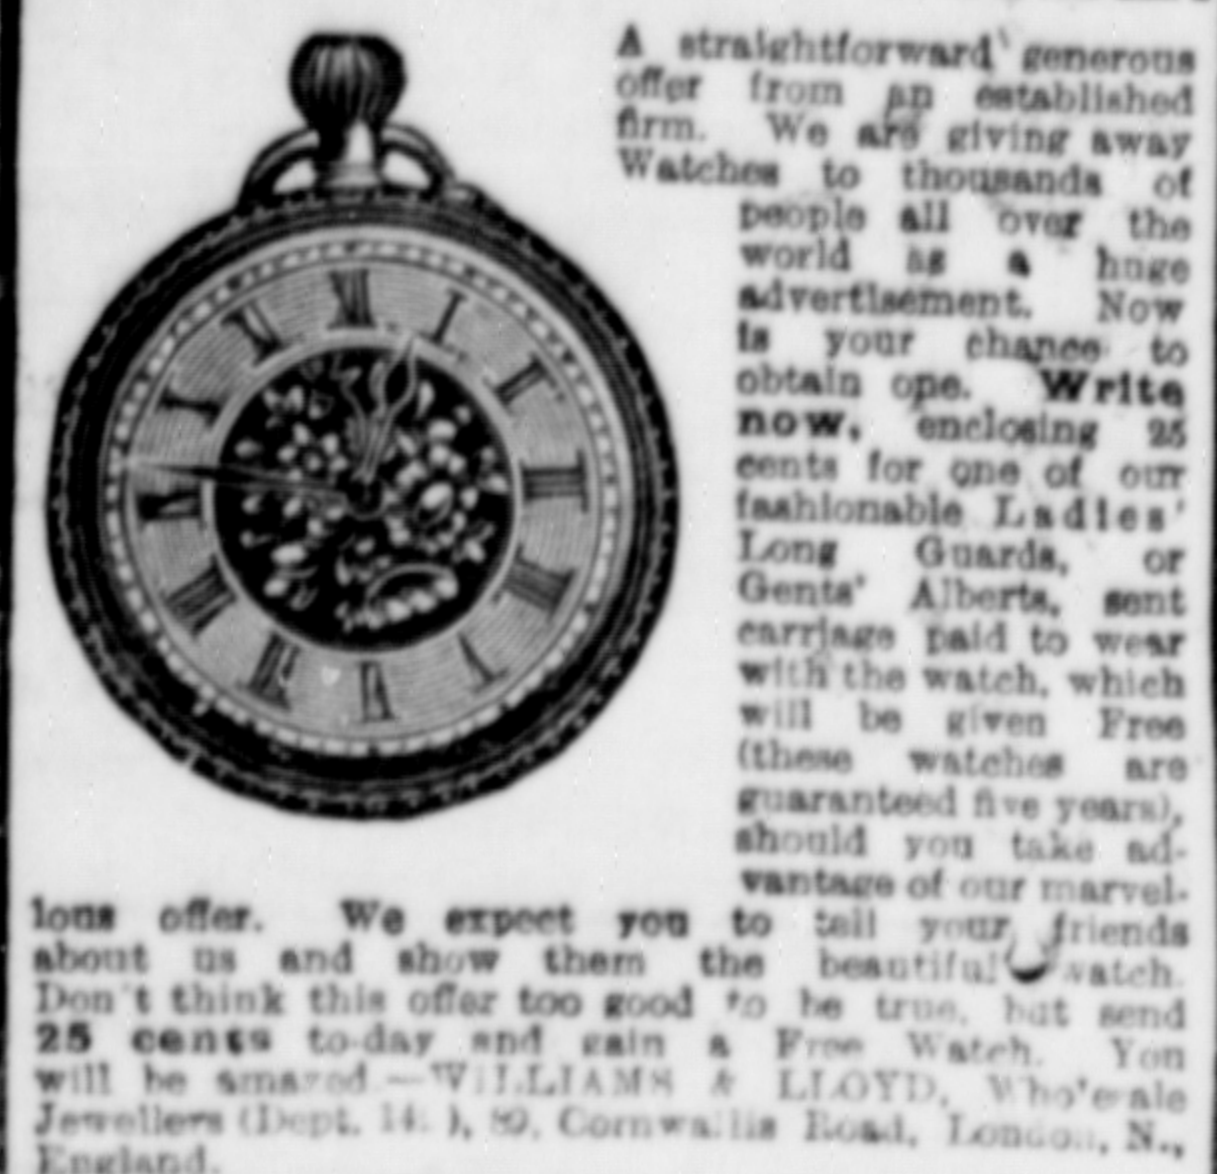 A straightforward generous
offer from an established
firm. We are giving away
Watches to thousands of
people all over the
world as a huge
advertisement. Now
is your chance to
obtain one. Write
now, enclosing 25
cents for one of our
fashionable Ladies'
Long Guards, or
Gents' Alberts, sent
carriage paid to wear
with the watch, which
will be given Free
(these watches are
guaranteed five years),
should you take ad-
vantage of our marvel-
lous offer. We expect you to tell your friends
about us and show them the beautiful watch.
Don't think this offer too good to be true, but send
25 cents to-day and gain a Free Watch. You
will be amazed.—WILLIAMS & LLOYD, Wholesale
Jewellers (Dept. ), 89, Cornwallis Road, London, N.,
England.